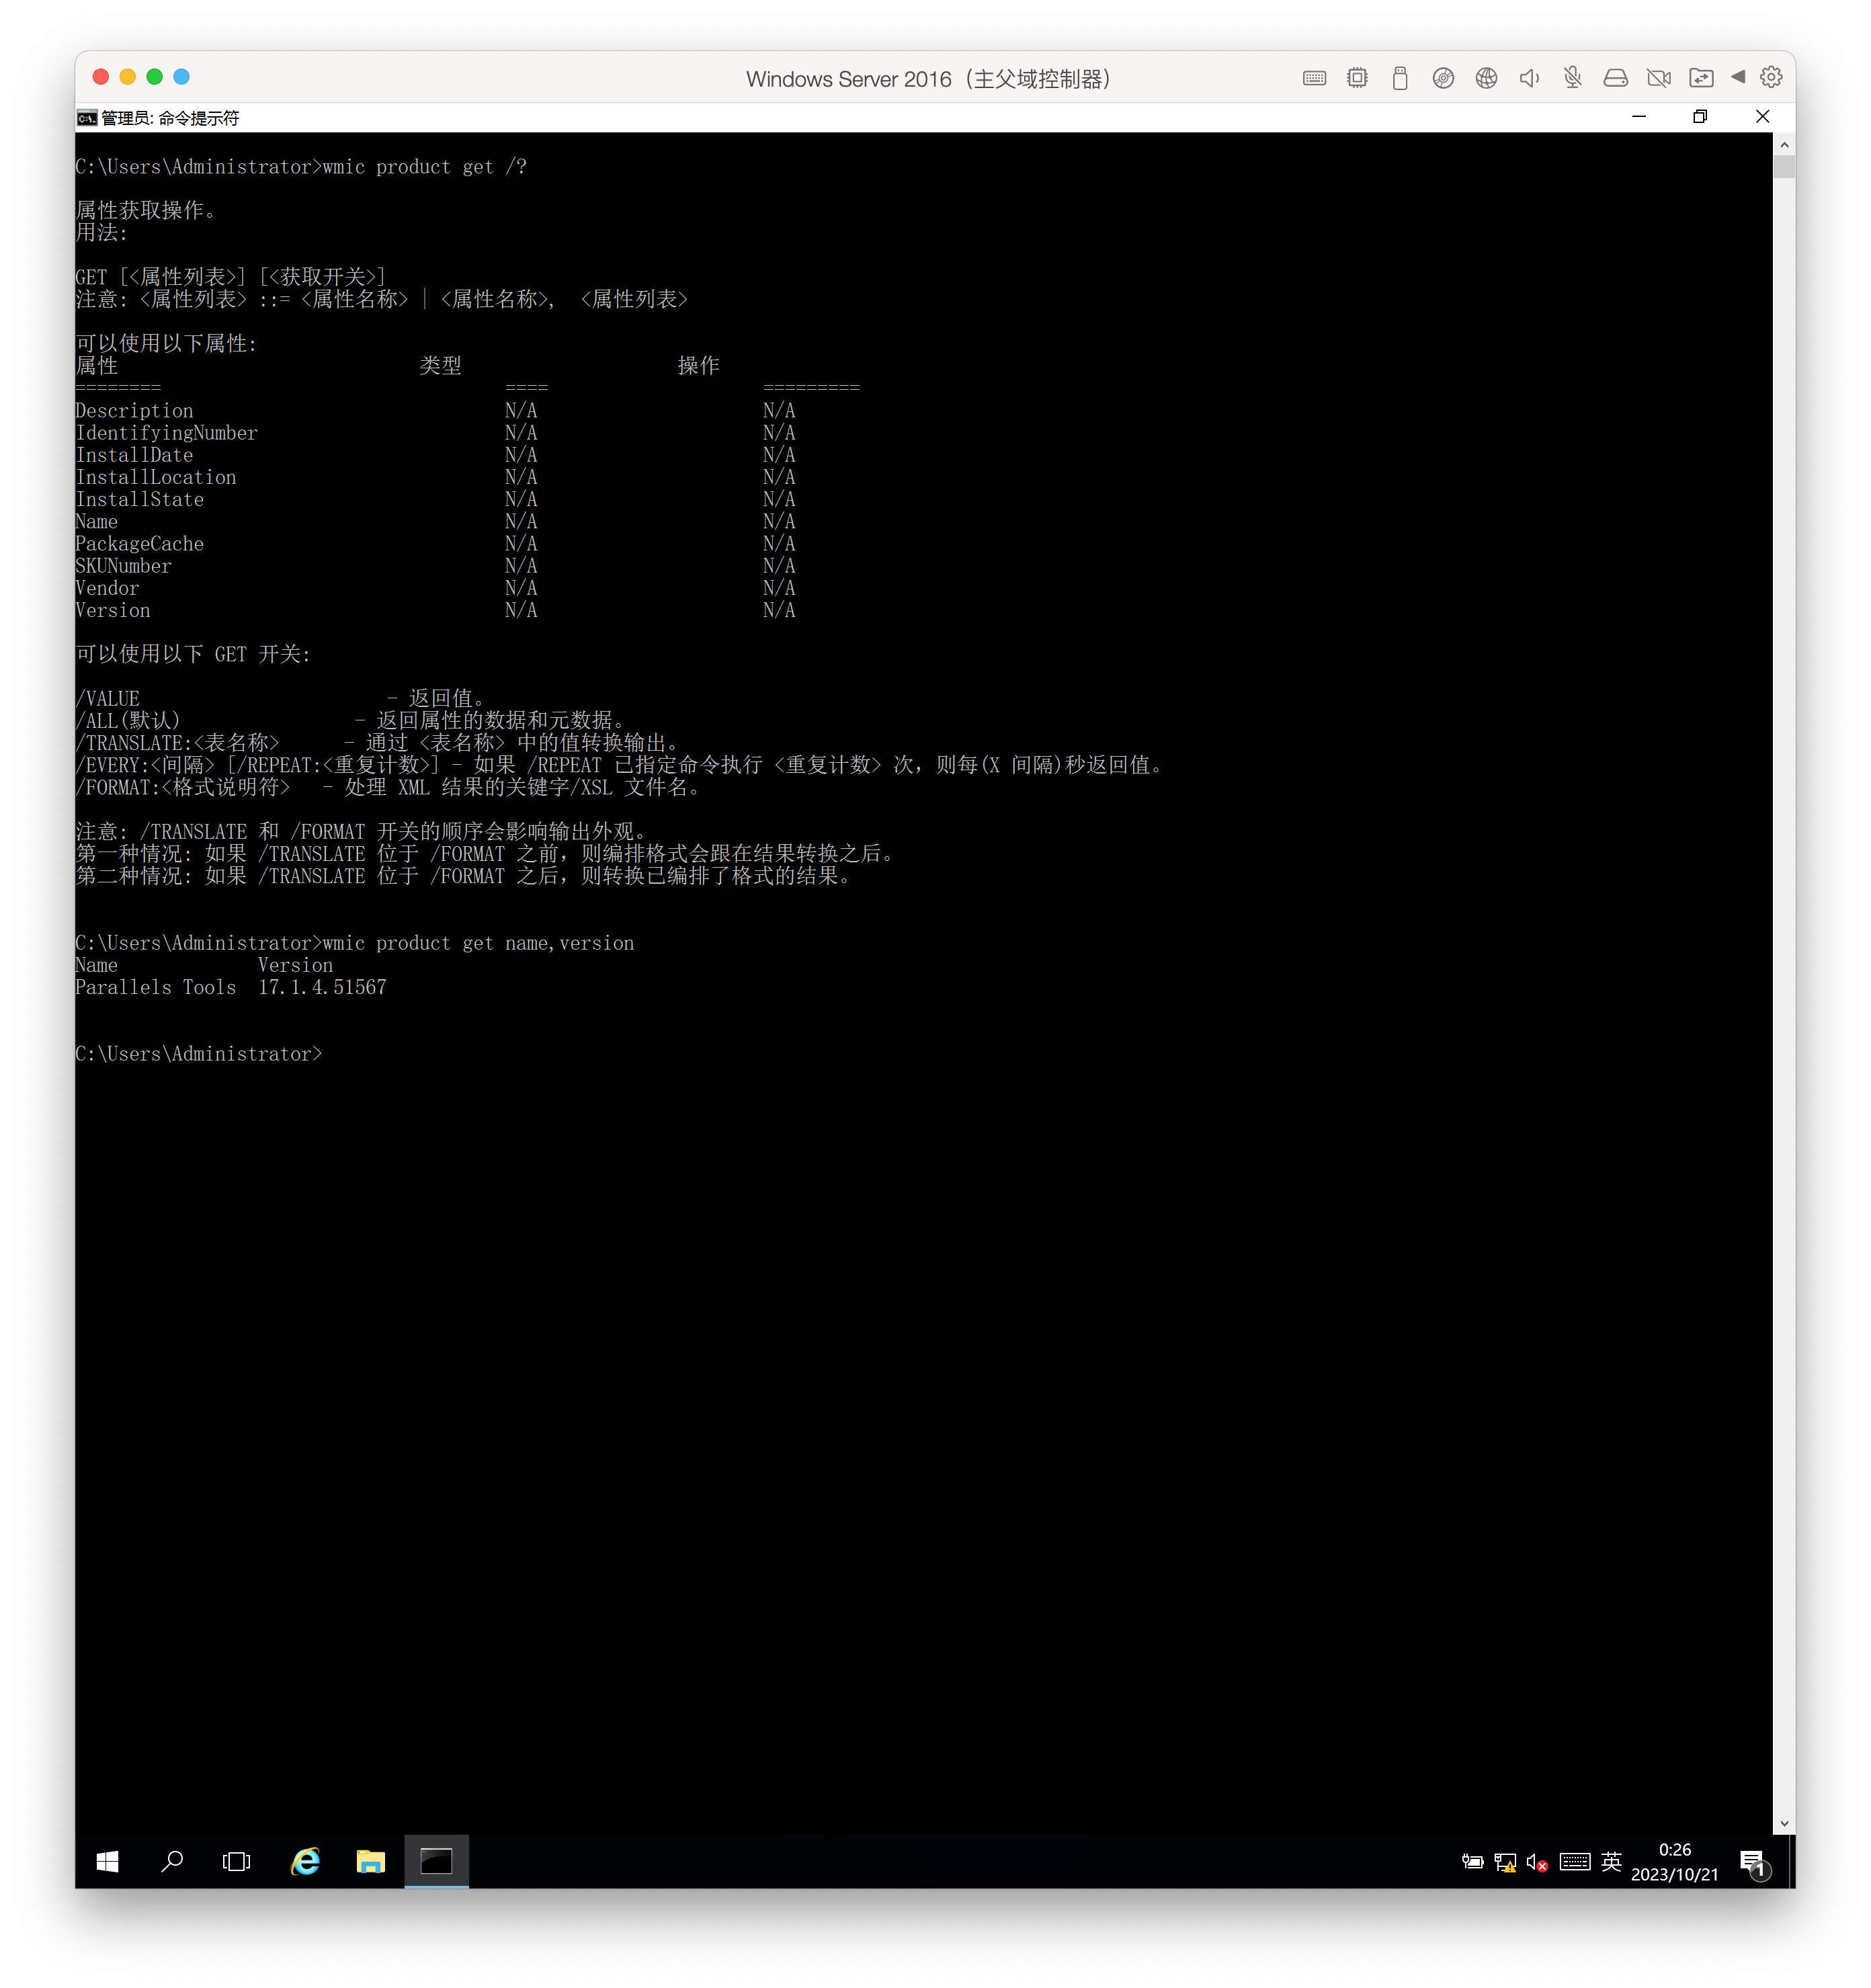 Windows Server 2016（主父域控制器）
管理员: 命令提示符
C:\Users\Administrator>wmic product get /?
属性获取操作。
用法:
GET [<属性列表>] [<获取开关>]
注意: <属性列表> ::= <属性名称> | <属性名称>,  <属性列表>
可以使用以下属性:
属性 类型 操作
======== ==== =========
Description N/A N/A
IdentifyingNumber N/A N/A
InstallDate N/A N/A
InstallLocation N/A N/A
InstallState N/A N/A
Name N/A N/A
PackageCache N/A N/A
SKUNumber N/A N/A
Vendor N/A N/A
Version N/A N/A
可以使用以下 GET 开关:
/VALUE - 返回值。
/ALL(默认) - 返回属性的数据和元数据。
/TRANSLATE:<表名称> - 通过 <表名称> 中的值转换输出。
/EVERY:<间隔> [/REPEAT:<重复计数>] - 如果 /REPEAT 已指定命令执行 <重复计数> 次，则每(X 间隔)秒返回值。
/FORMAT:<格式说明符> - 处理 XML 结果的关键字/XSL 文件名。
注意: /TRANSLATE 和 /FORMAT 开关的顺序会影响输出外观。
第一种情况: 如果 /TRANSLATE 位于 /FORMAT 之前，则编排格式会跟在结果转换之后。
第二种情况: 如果 /TRANSLATE 位于 /FORMAT 之后，则转换已编排了格式的结果。
C:\Users\Administrator>wmic product get name,version
Name Version
Parallels Tools 17.1.4.51567
C:\Users\Administrator>
英
0:26
2023/10/21
1